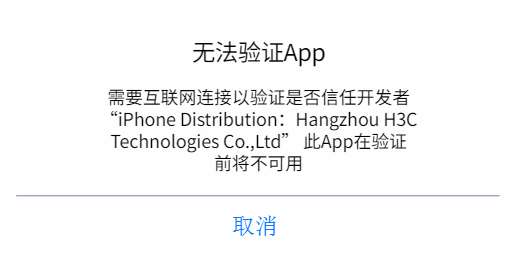 无法验证App
需要互联网连接以验证是否信任开发者
“iPhone Distribution：Hangzhou H3C
Technologies Co.,Ltd” 此App在验证
前将不可用
取消